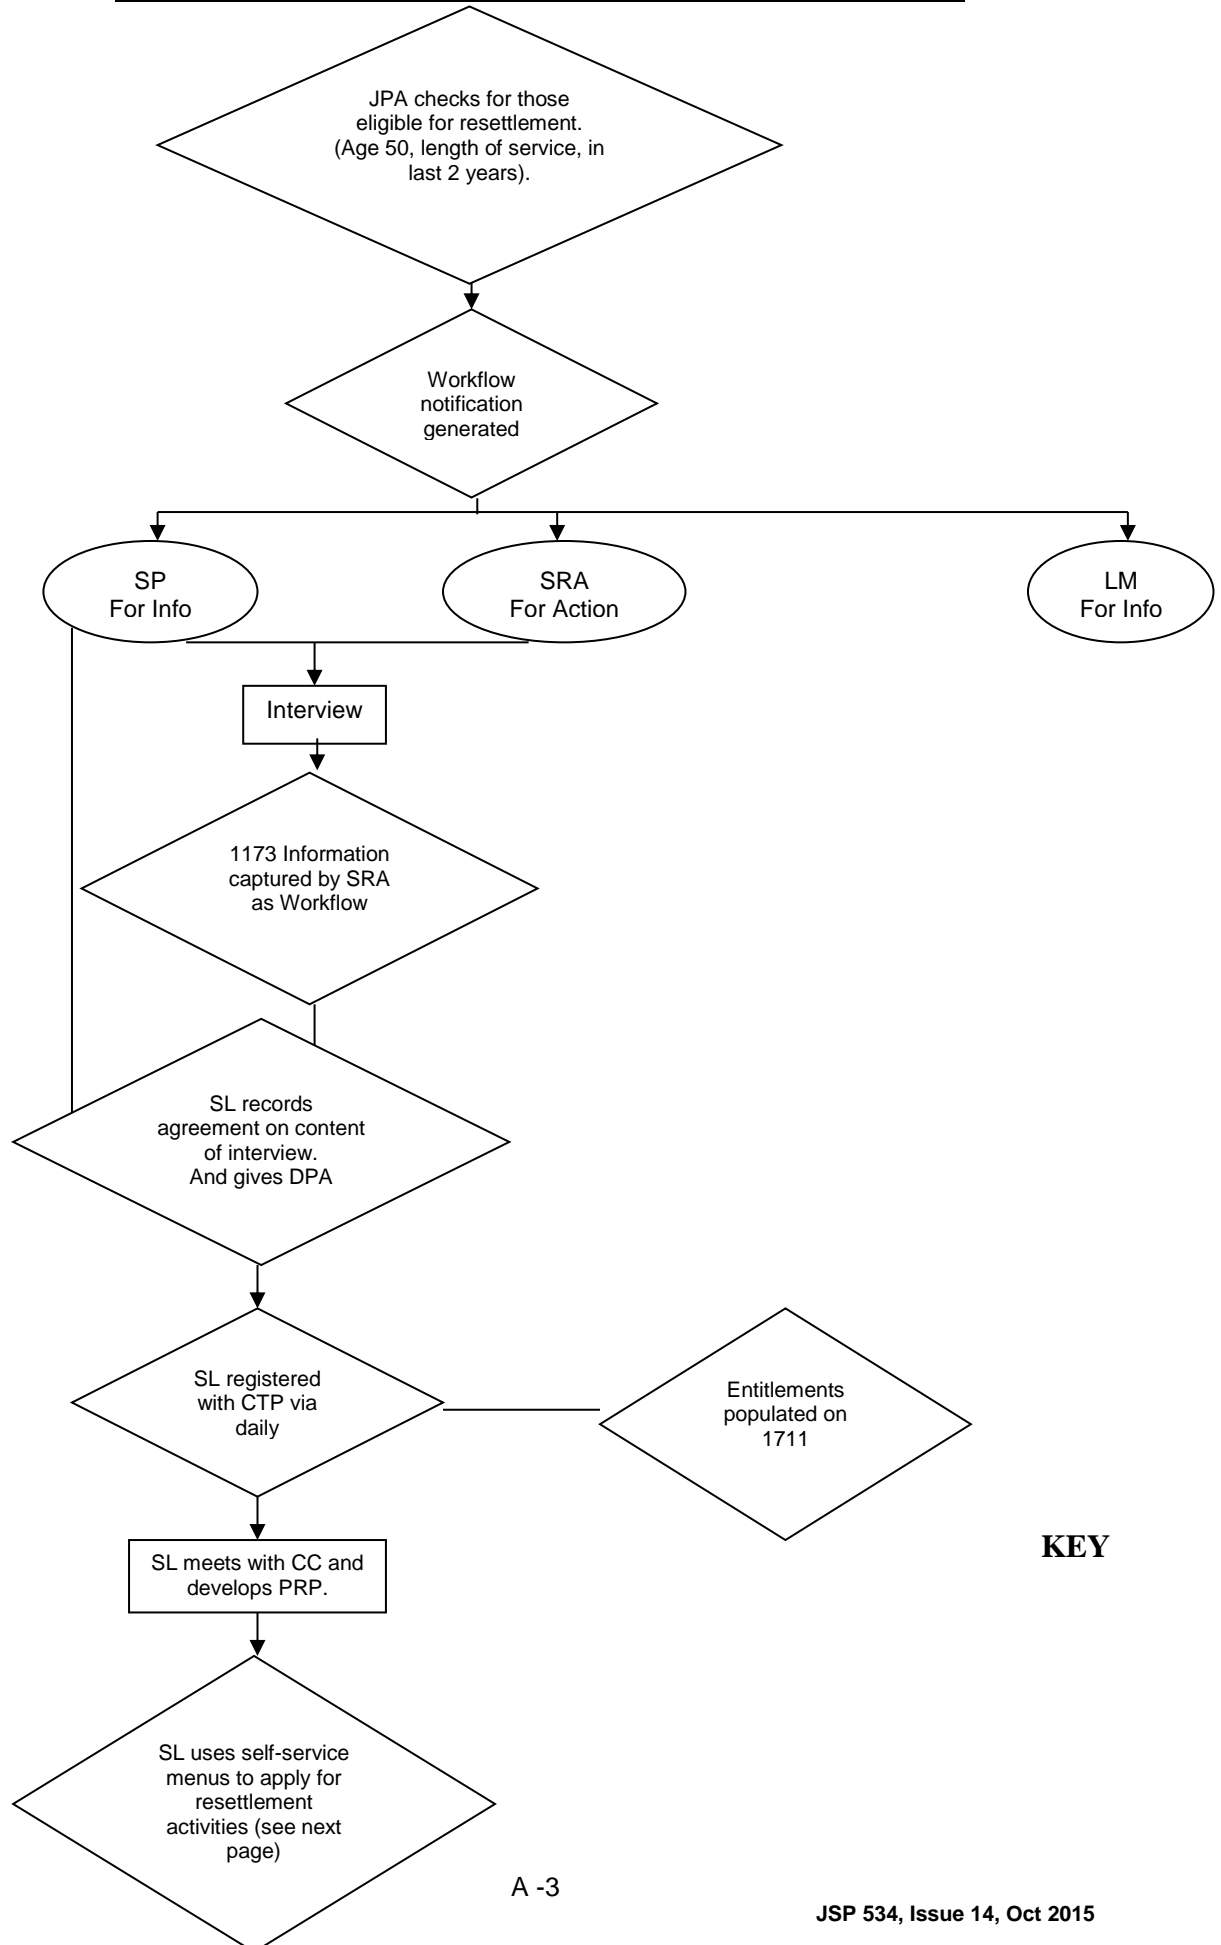 JPA checks for those
eligible for resettlement.
(Age 50, length of service, in
last 2 years).
Workflow
notification
generated
SP
For Info
SRA
For Action
LM
For Info
Interview
1173 Information
captured by SRA
as Workflow
SL records
agreement on content
of interview.
And gives DPA
SL registered
with CTP via
daily
Entitlements
populated on
1711
KEY
SL meets with CC and
develops PRP.
SL uses self-service
menus to apply for
resettlement
activities (see next
page)
A -3
JSP 534, Issue 14, Oct 2015